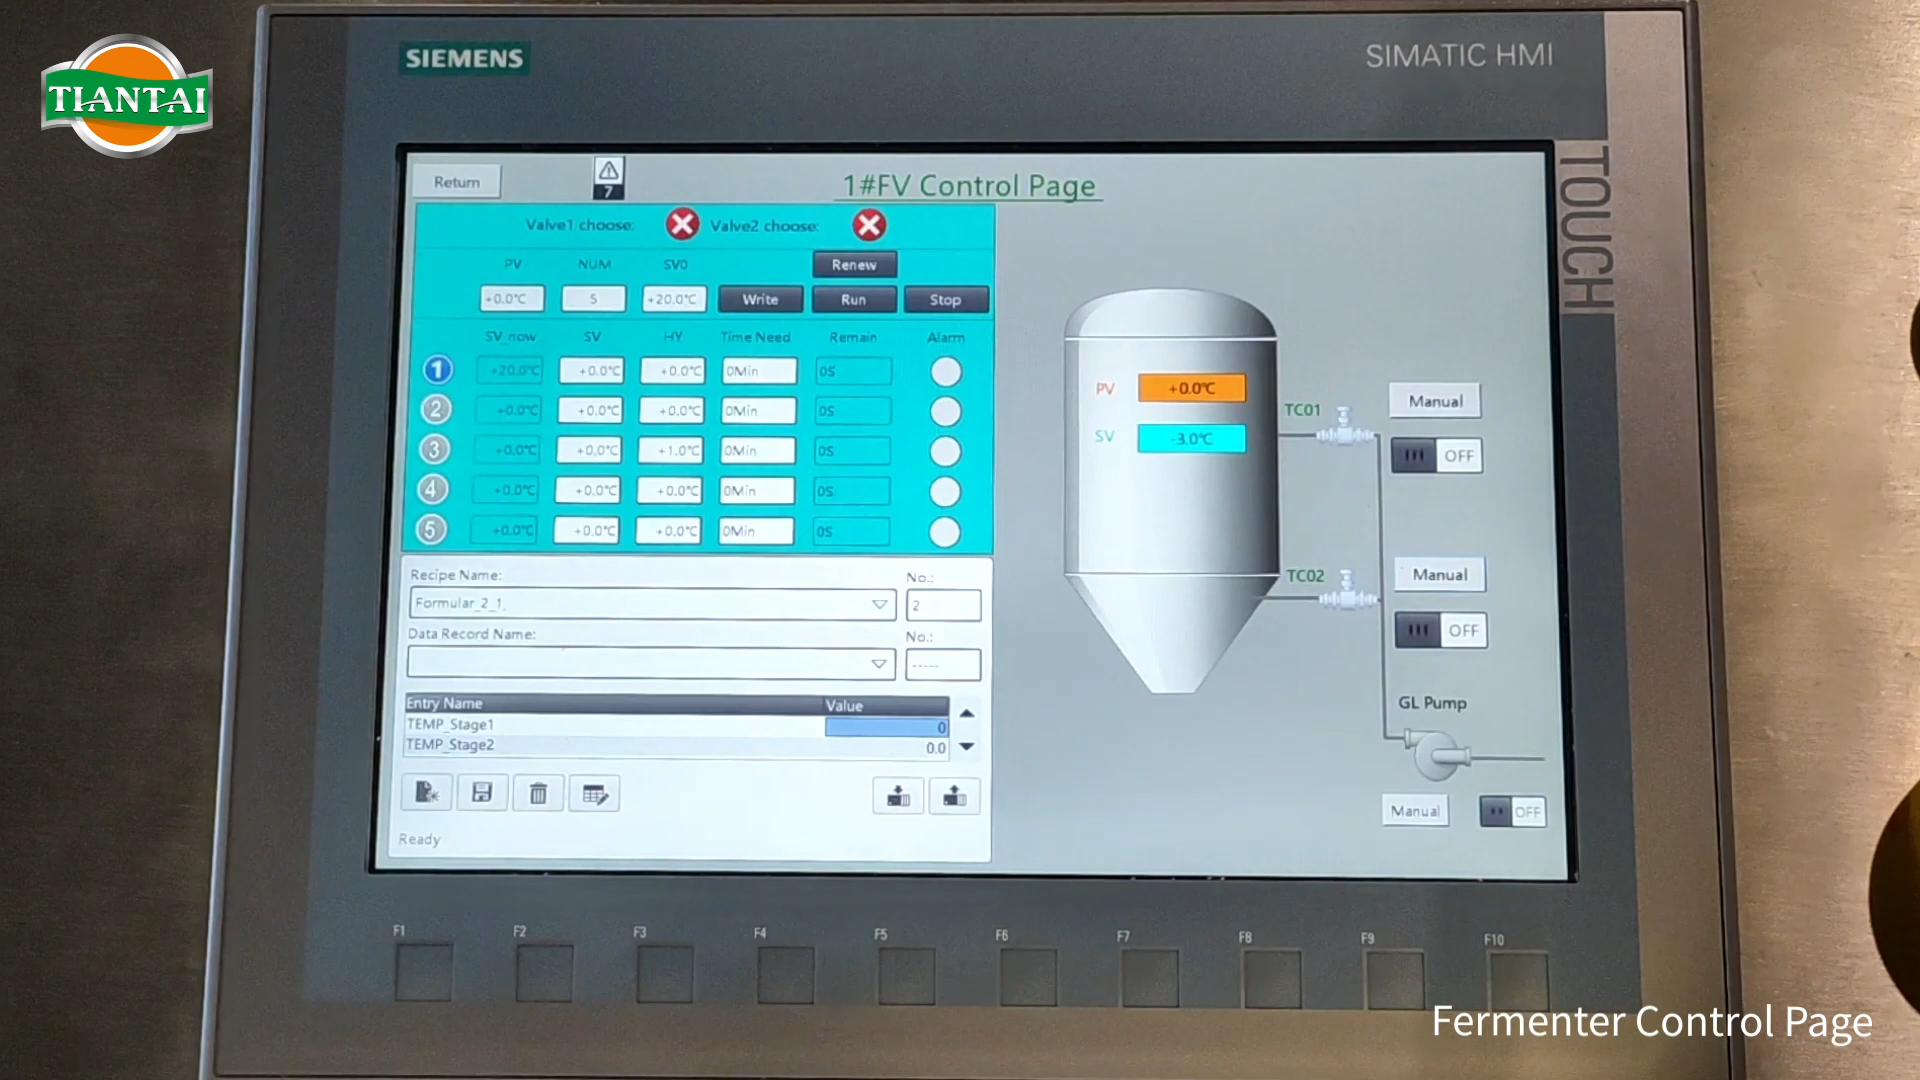 TIANTAI
SIEMENS
SIMATIC HMI
TOUCH
Return
7
1#FV Control Page
Valve1 choose:
Valve2 choose:
PV NUM SV0 Renew
+0.0℃ 5 +20.0℃ Write Run Stop
SV_now SV HY Time Need Remain Alarm
1 +20.0℃ +0.0℃ +0.0℃ 0Min 0S
2 +0.0℃ +0.0℃ +0.0℃ 0Min 0S
3 +0.0℃ +0.0℃ +1.0℃ 0Min 0S
4 +0.0℃ +0.0℃ +0.0℃ 0Min 0S
5 +0.0℃ +0.0℃ +0.0℃ 0Min 0S
Recipe Name: No.:
Formular_2_1 2
Data Record Name: No.:
-----
Entry Name Value
TEMP_Stage1 0
TEMP_Stage2 0.0
Ready
PV +0.0℃
SV -3.0℃
TC01
Manual
OFF
TC02
Manual
OFF
GL Pump
Manual
OFF
F1 F2 F3 F4 F5 F6 F7 F8 F9 F10
Fermenter Control Page